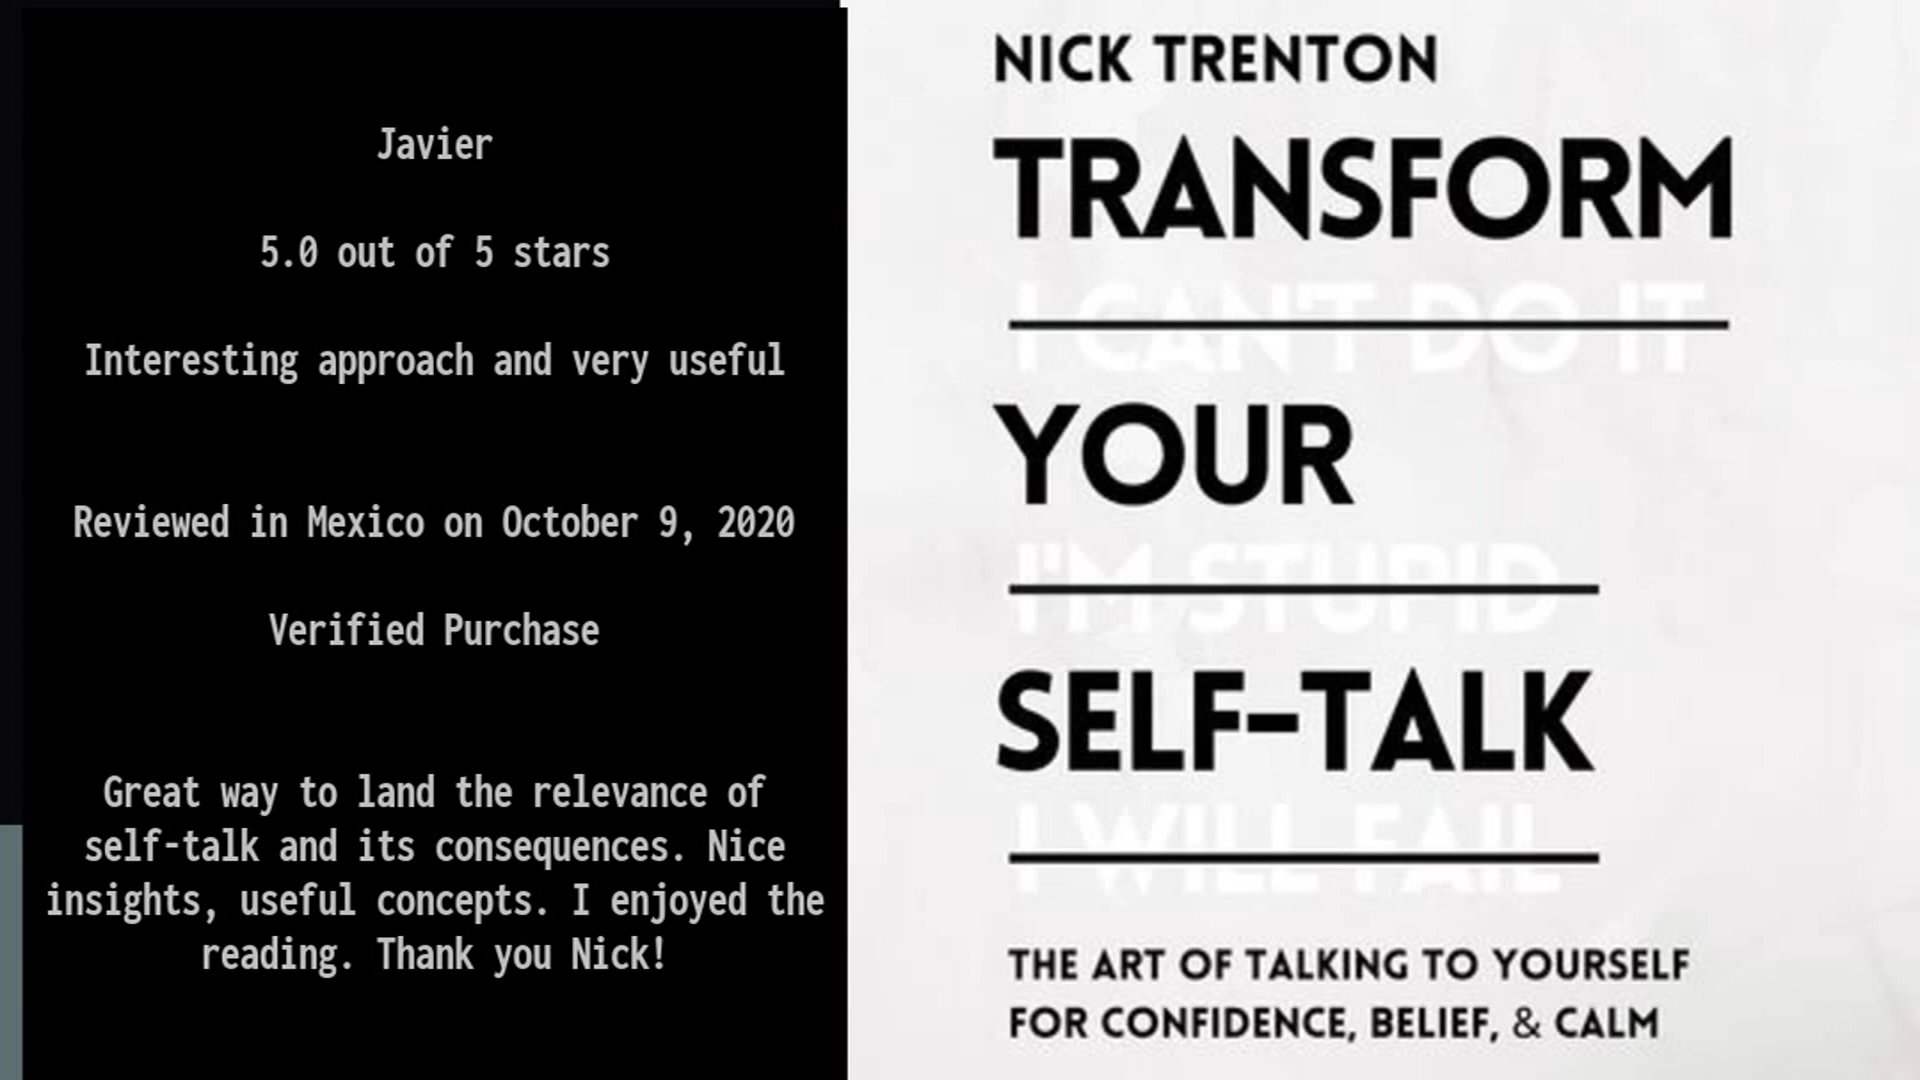 Javier
5.0 out of 5 stars
Interesting approach and very useful
Reviewed in Mexico on October 9, 2020
Verified Purchase
Great way to land the relevance of
self-talk and its consequences. Nice
insights, useful concepts. I enjoyed the
reading. Thank you Nick!
NICK TRENTON
TRANSFORM
I CAN'T DO IT
YOUR
I'M STUPID
SELF-TALK
I WILL FAIL
THE ART OF TALKING TO YOURSELF
FOR CONFIDENCE, BELIEF, & CALM